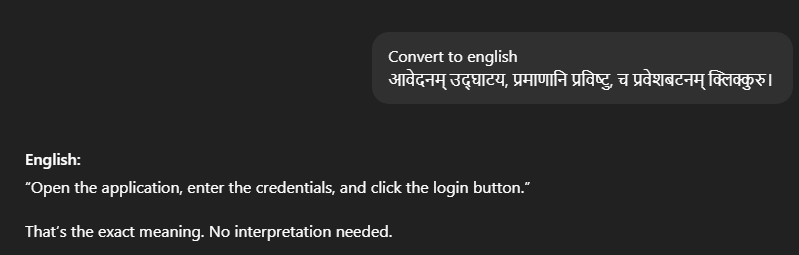 Convert to english
आवेदनम् उद्घाटय, प्रमाणानि प्रविष्टु, च प्रवेशबटनम् क्लिक्कुरु।
English:
“Open the application, enter the credentials, and click the login button.”
That’s the exact meaning. No interpretation needed.